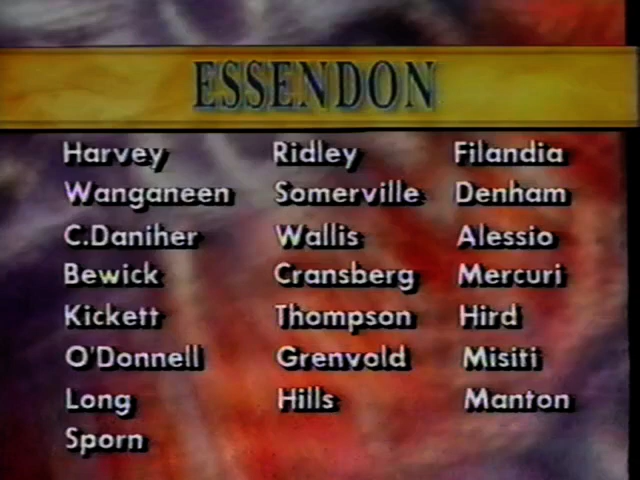 ESSENDON
Harvey
Wanganeen
C.Daniher
Bewick
Kickett
O'Donnell
Long
Sporn
Ridley
Somerville
Wallis
Cransberg
Thompson
Grenvold
Hills
Filandia
Denham
Alessio
Mercuri
Hird
Misiti
Manton